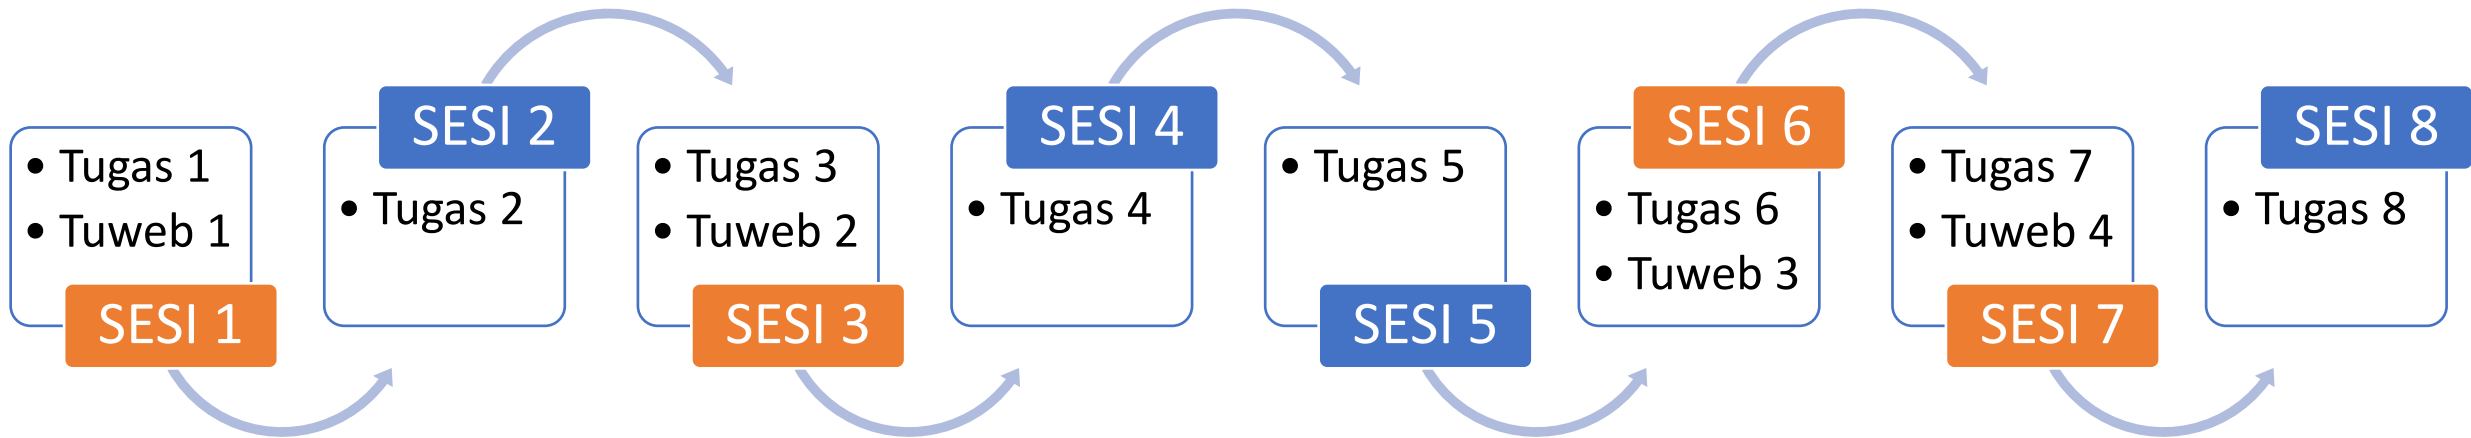 • Tugas 1
• Tuweb 1
SESI 1
SESI 2
• Tugas 2
• Tugas 3
• Tuweb 2
SESI 3
SESI 4
• Tugas 4
• Tugas 5
SESI 5
SESI 6
• Tugas 6
• Tuweb 3
• Tugas 7
• Tuweb 4
SESI 7
SESI 8
• Tugas 8